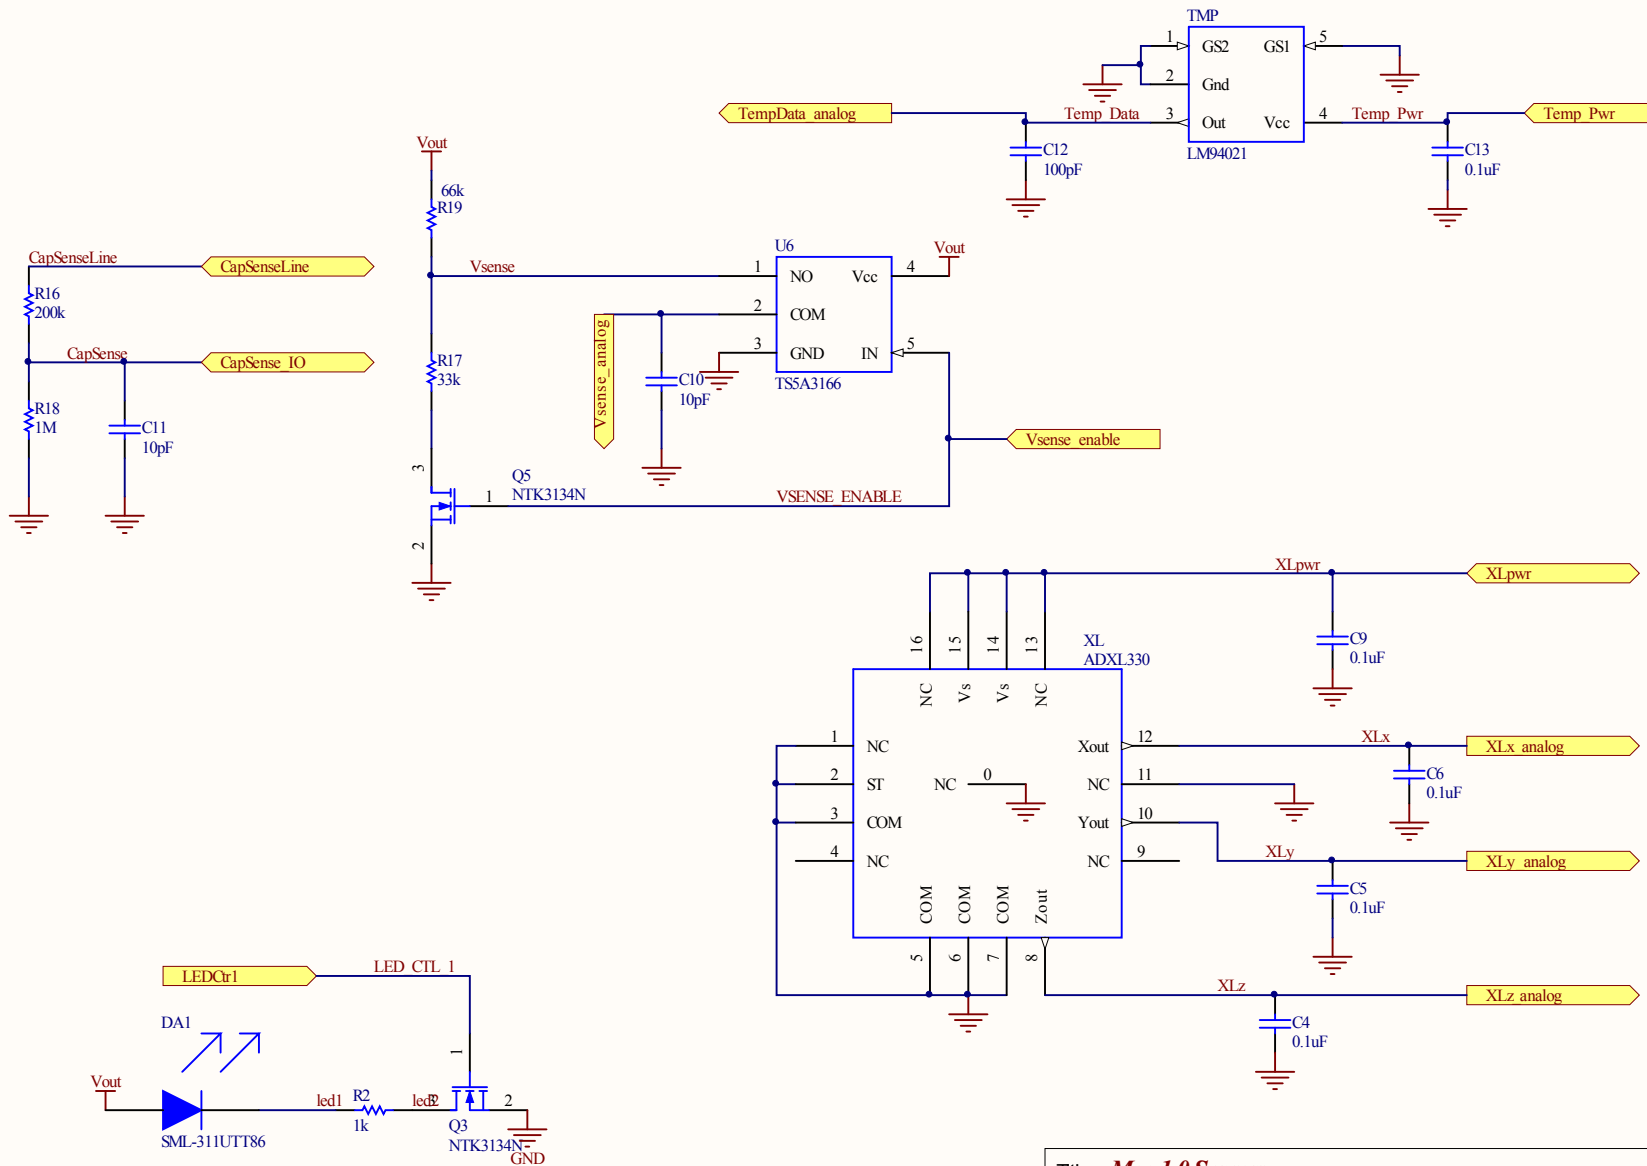 TMP
1 GS2 GS1 5
2 Gnd
TempData_analog Temp_Data 3 Out Vcc 4 Temp_Pwr Temp_Pwr
LM94021
C12
100pF
C13
0.1uF
Vout
66k
R19
Vsense
R17
33k
CapSenseLine CapSenseLine
R16
200k
CapSense CapSense_IO
R18
1M
C11
10pF
U6
1 NO Vcc 4 Vout
2 COM
3 GND IN 5
TS5A3166
Vsense_analog
C10
10pF
Vsense_enable
3
Q5
NTK3134N
1 VSENSE_ENABLE
2
XLpwr XLpwr
C9
0.1uF
XL
ADXL330
16 15 14 13
NC Vs Vs NC
1 NC Xout 12 XLx XLx_analog
2 ST NC 0 NC 11
3 COM Yout 10
4 NC NC 9 XLy XLy_analog
COM COM COM Zout
5 6 7 8
XLz XLz analog
C6
0.1uF
C5
0.1uF
C4
0.1uF
LEDCtr1 LED_CTL_1
DA1
Vout
SML-311UTT86
led1 R2 led2
1k
1
3
2
Q3
NTK3134N
GND